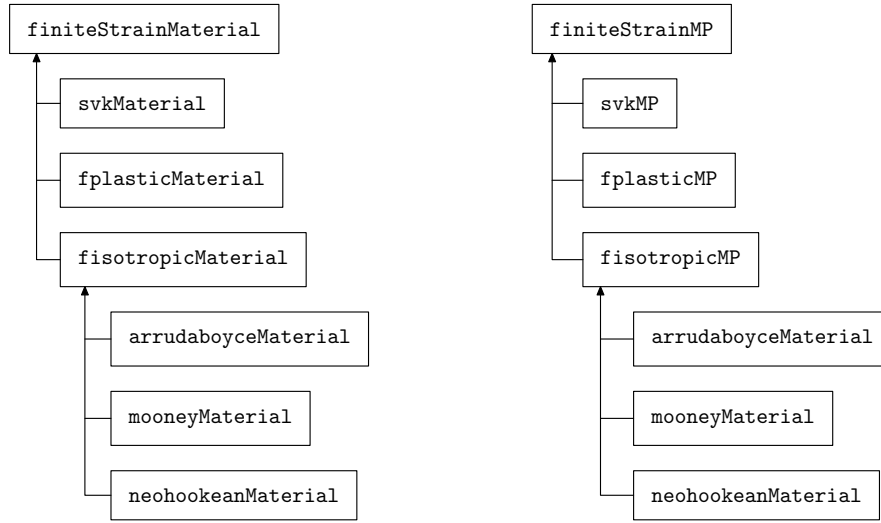 finiteStrainMaterial
svkMaterial
fplasticMaterial
fisotropicMaterial
arrudaboyceMaterial
mooneyMaterial
neohookeanMaterial
finiteStrainMP
svkMP
fplasticMP
fisotropicMP
arrudaboyceMaterial
mooneyMaterial
neohookeanMaterial